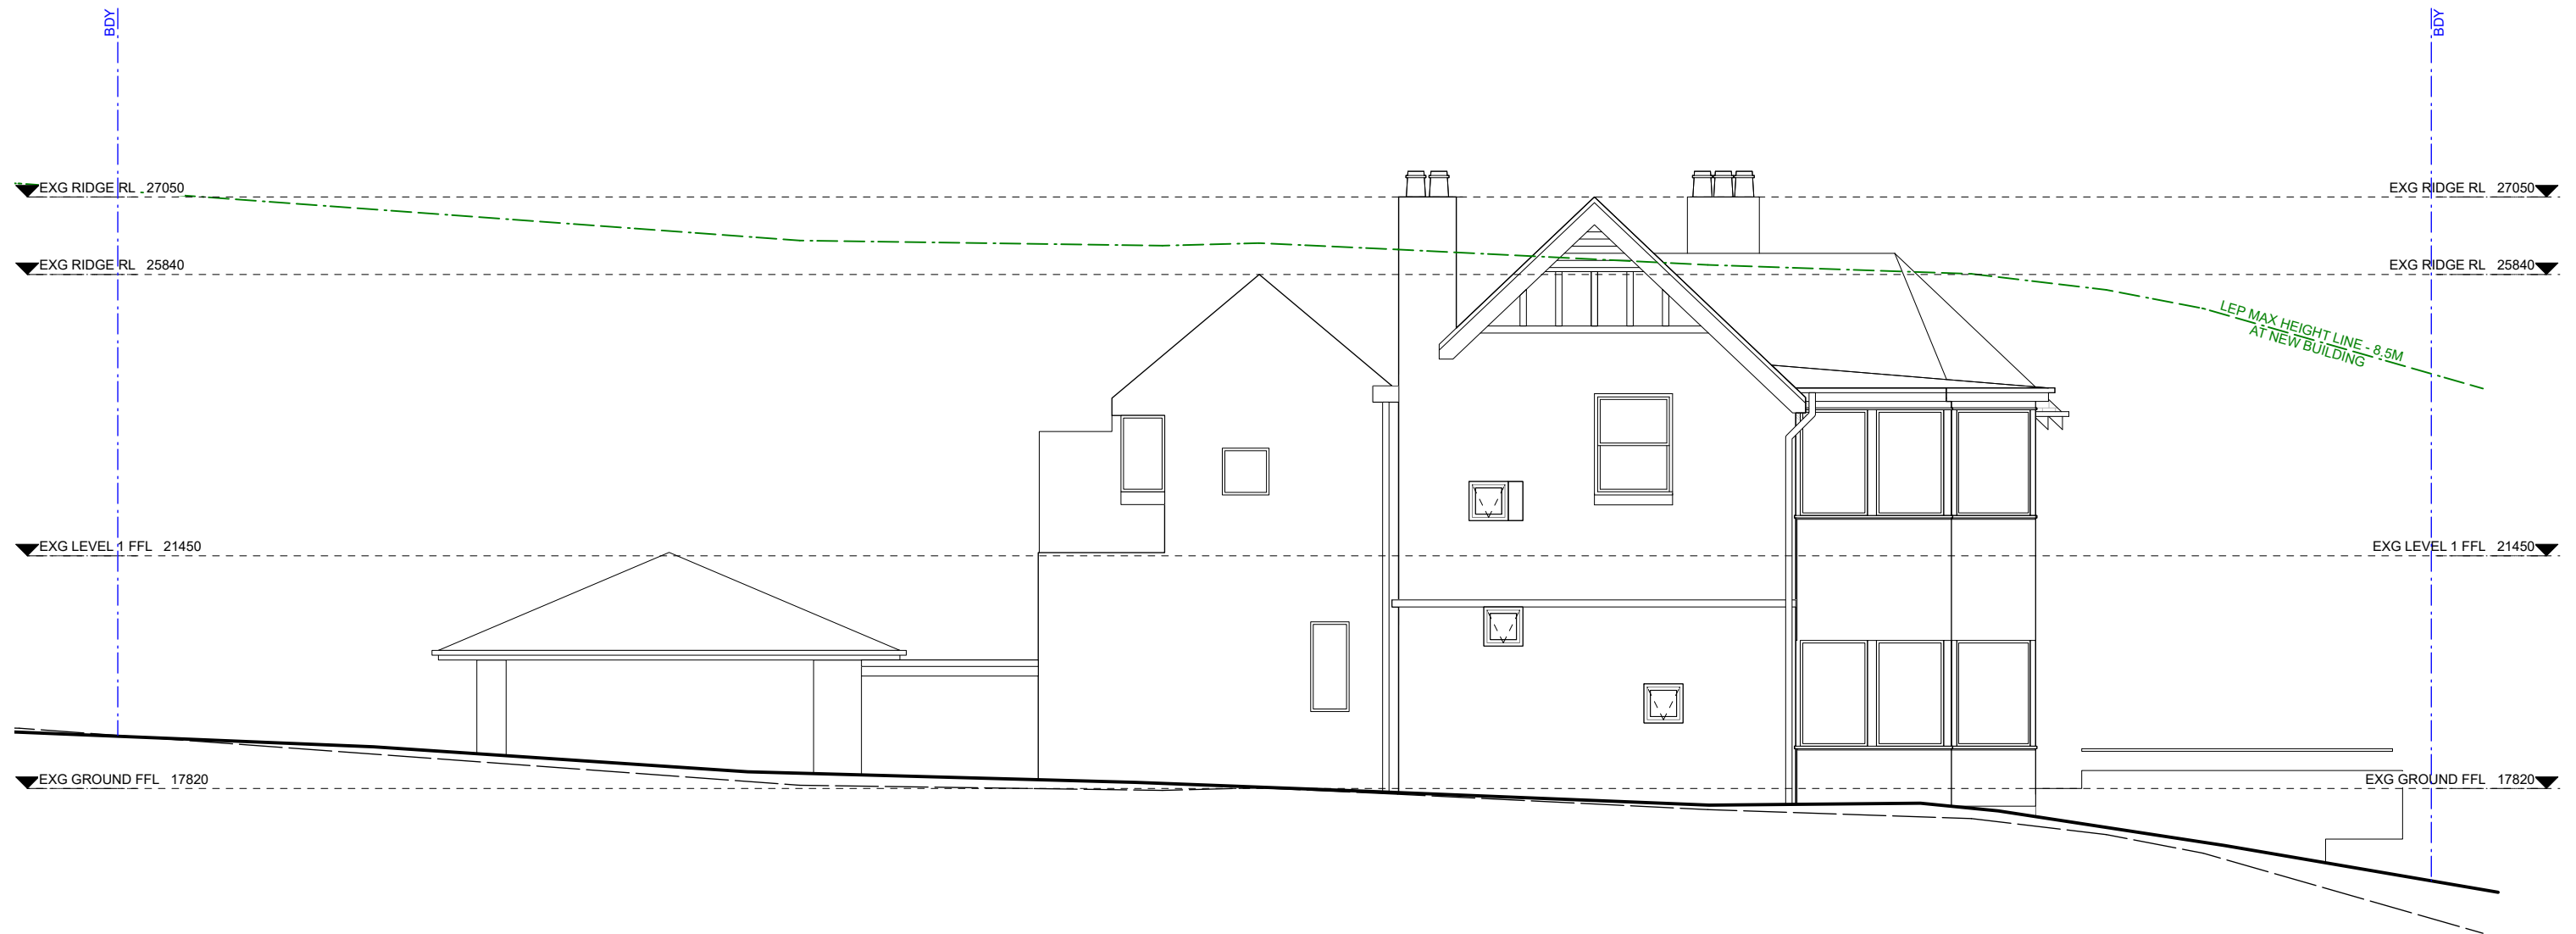 BDY
BDY
EXG RIDGE RL 27050
EXG RIDGE RL 27050
EXG RIDGE RL 25840
EXG RIDGE RL 25840
LEP MAX HEIGHT LINE - 8.5M
AT NEW BUILDING
EXG LEVEL 1 FFL 21450
EXG LEVEL 1 FFL 21450
EXG GROUND FFL 17820
EXG GROUND FFL 17820